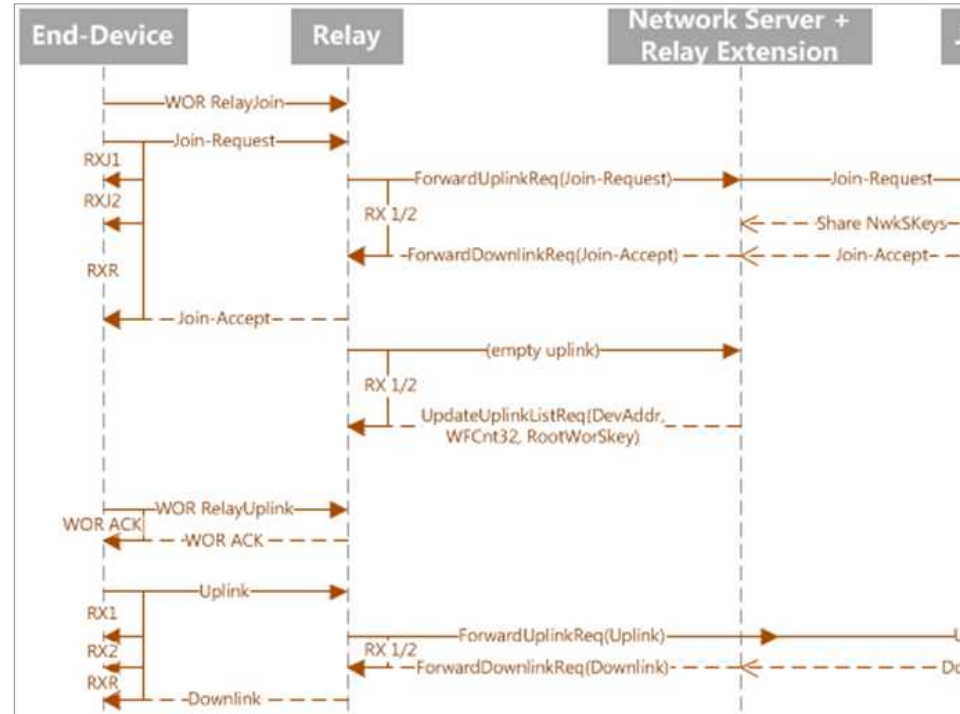 End-Device
Relay
Network Server +
Relay Extension
WOR RelayJoin
Join-Request
RXJ1
ForwardUplinkReq(Join-Request)
Join-Request
RXJ2
RX 1/2
Share NwkSKeys
ForwardDownlinkReq(Join-Accept)
Join-Accept
RXR
Join-Accept
(empty uplink)
RX 1/2
UpdateUplinkListReq(DevAddr,
WFCnt32, RootWorSkey)
WOR RelayUplink
WOR ACK
WOR ACK
Uplink
RX1
ForwardUplinkReq(Uplink)
RX2
RX 1/2
ForwardDownlinkReq(Downlink)
RXR
Downlink